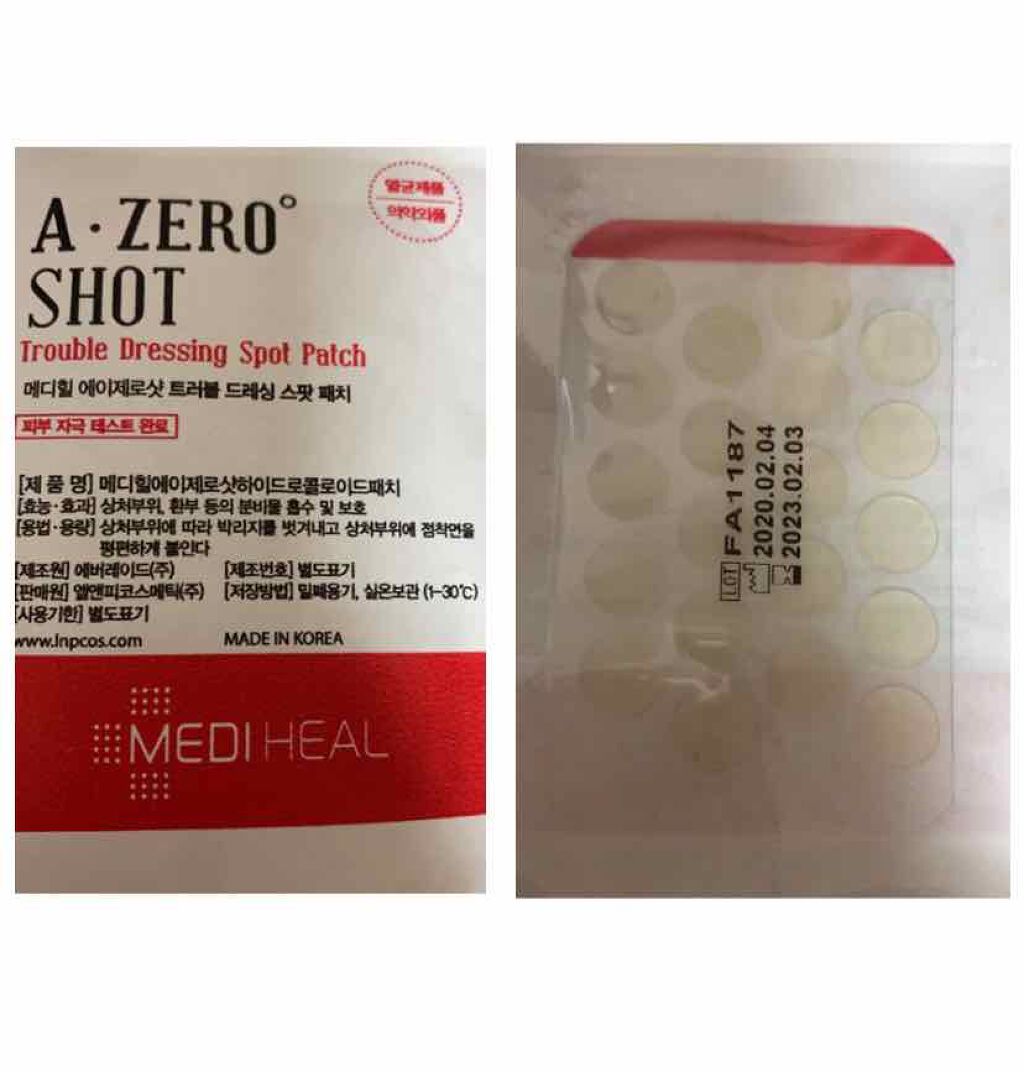 A·ZERO°
SHOT
멸균제품
의약외품
Trouble Dressing Spot Patch
메디힐 에이제로샷 트러블 드레싱 스팟 패치
피부 자극 테스트 완료
[제 품 명] 메디힐에이제로샷하이드로콜로이드패치
[효능·효과] 상처부위, 환부 등의 분비물 흡수 및 보호
[용법·용량] 상처부위에 따라 박리지를 벗겨내고 상처부위에 점착면을
평편하게 붙인다
[제조원] 에버레이드(주) [제조번호] 별도표기
[판매원] 엘앤피코스메틱(주) [저장방법] 밀폐용기, 실온보관 (1-30℃)
[사용기한] 별도표기
www.lnpcos.com MADE IN KOREA
MEDIHEAL
LOT FA1187
2020.02.04
2023.02.03